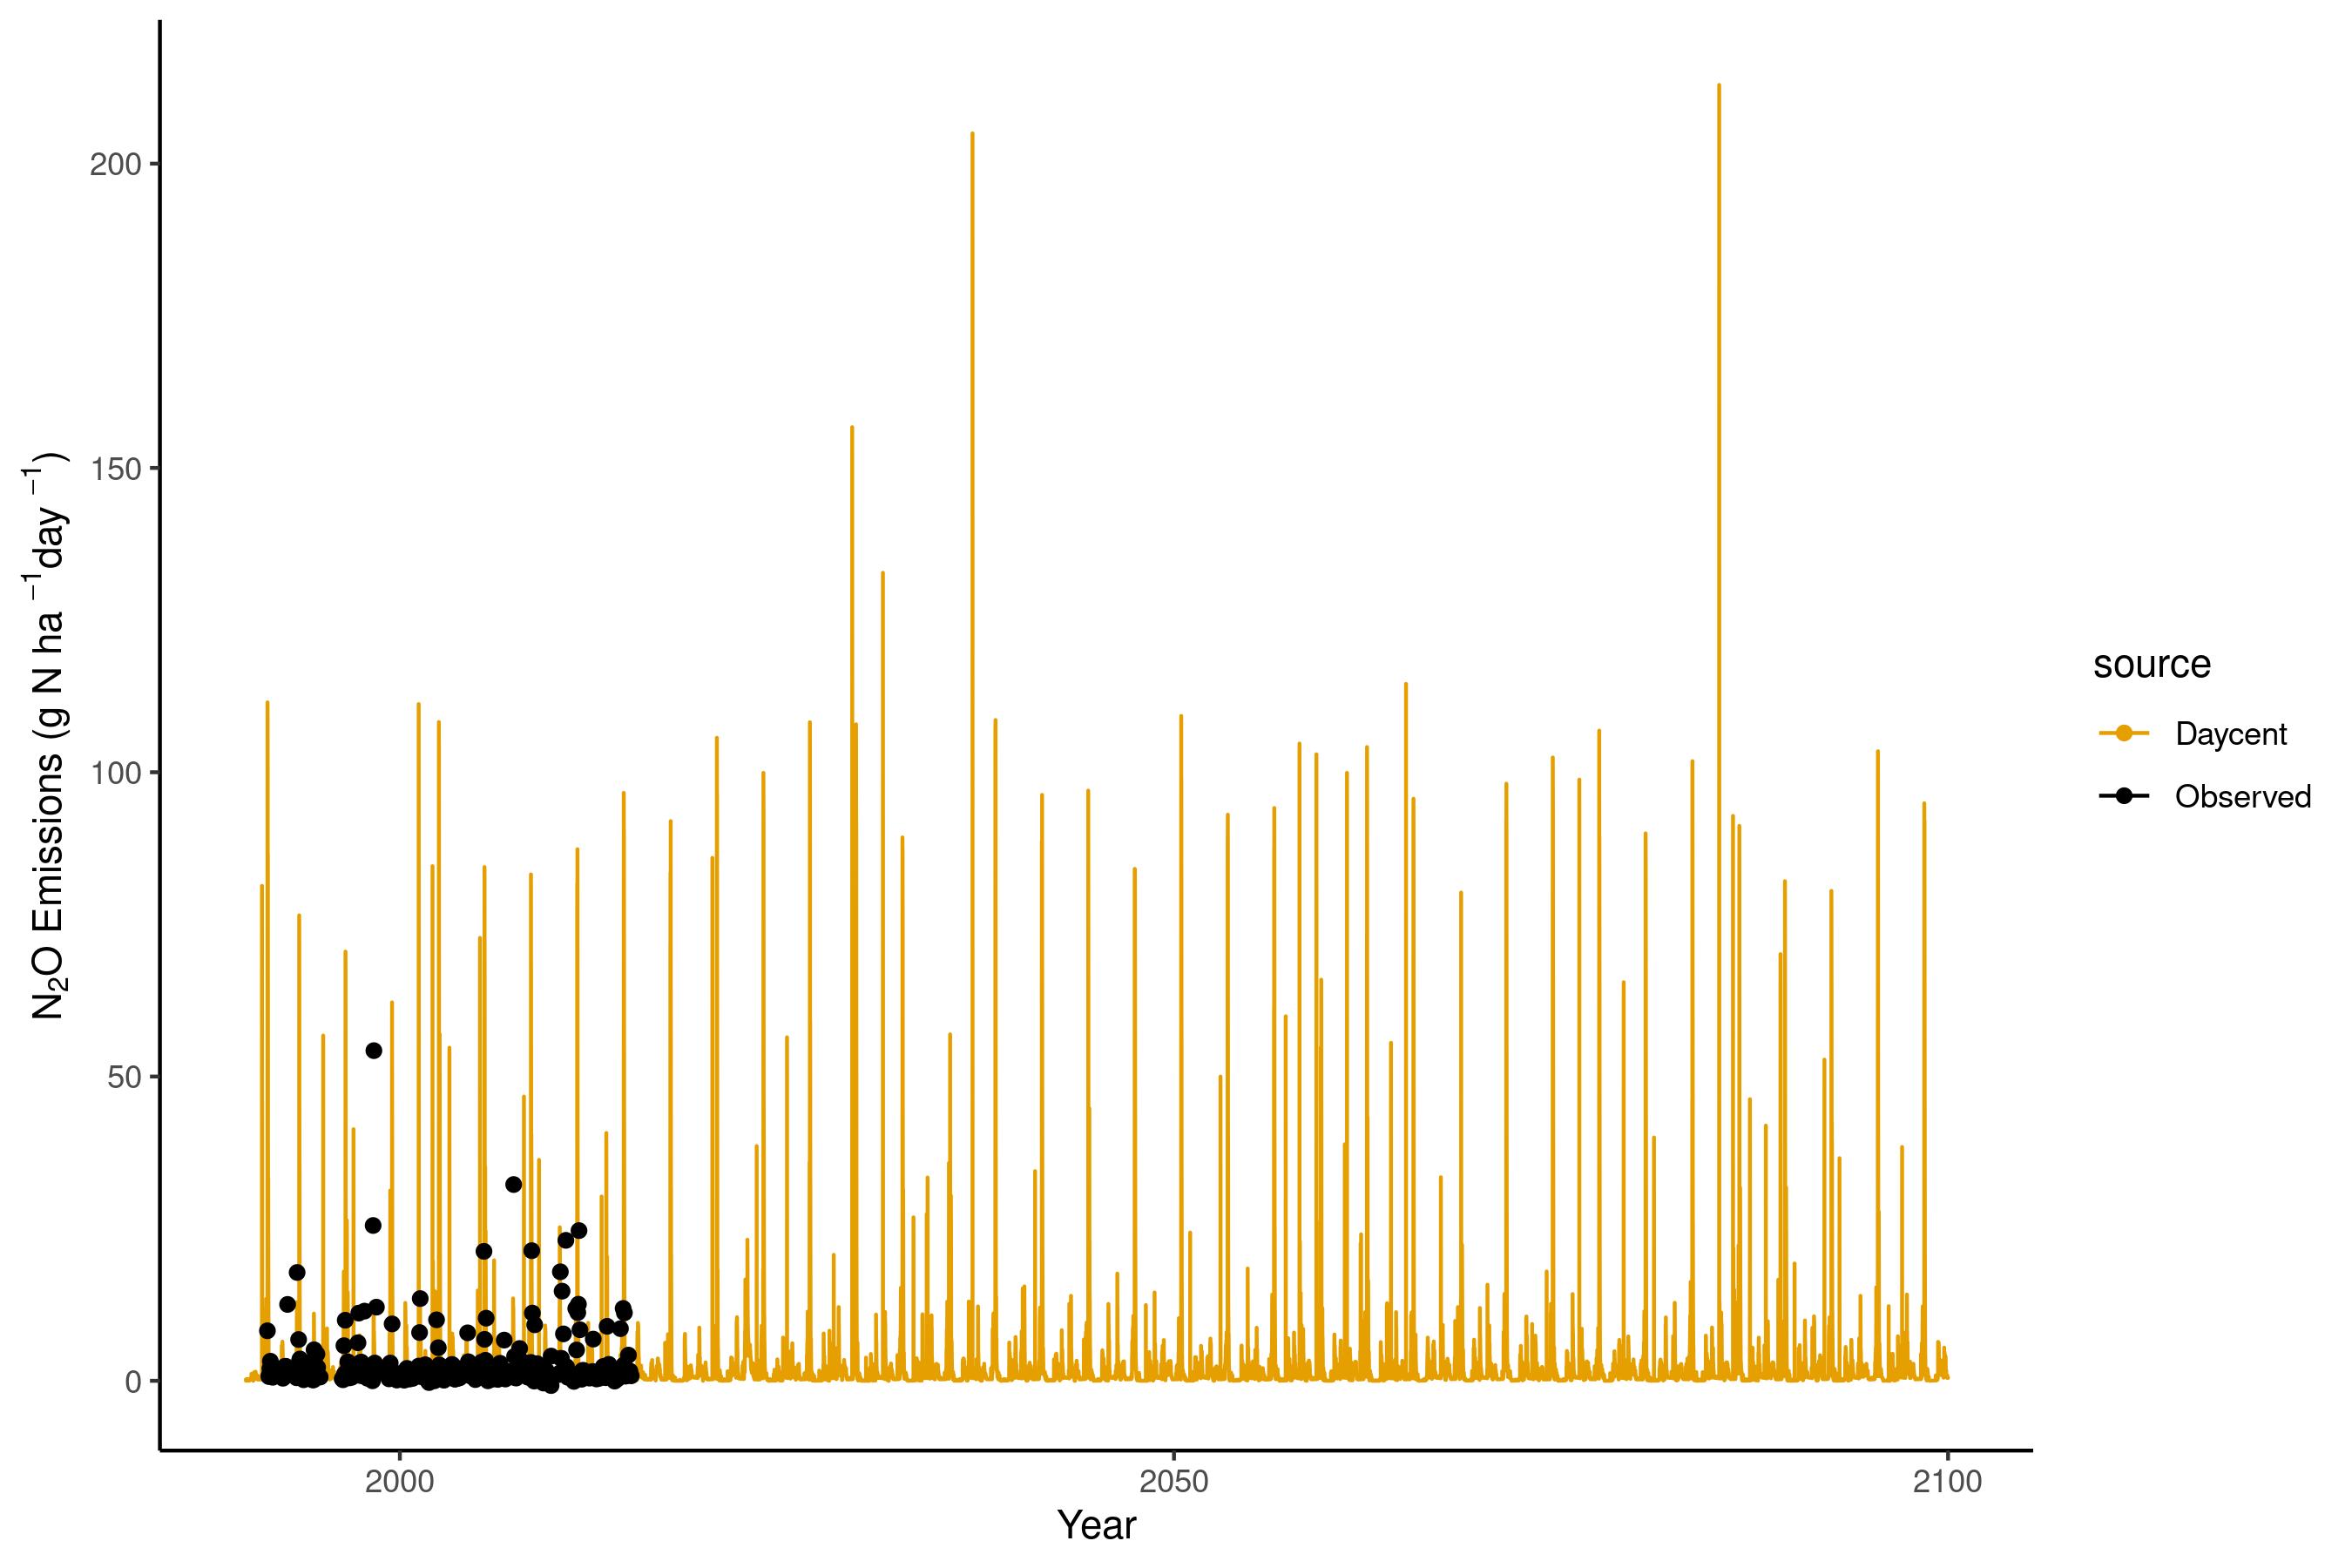 200
150
100
50
0
N₂O Emissions (g N ha ⁻¹day ⁻¹)
2000
2050
2100
Year
source
Daycent
Observed